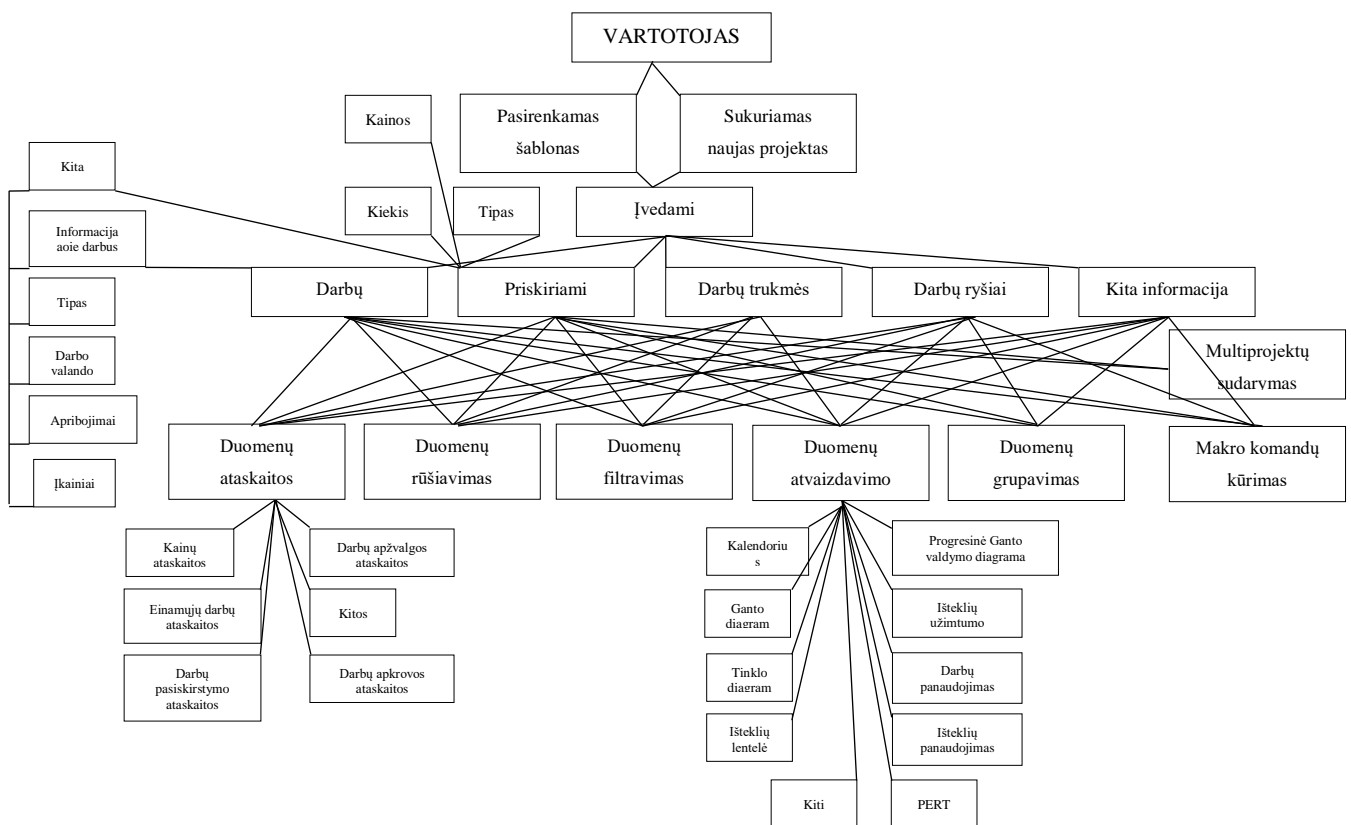 VARTOTOJAS
Pasirenkamas
šablonas
Sukuriamas
naujas projektas
Kainos
Kita
Kiekis
Tipas
Įvedami
Informacija
aoie darbus
Darbų
Priskiriami
Darbų trukmės
Darbų ryšiai
Kita informacija
Tipas
Darbo
valando
Multiprojektų
sudarymas
Apribojimai
Įkainiai
Duomenų
ataskaitos
Duomenų
rūšiavimas
Duomenų
filtravimas
Duomenų
atvaizdavimo
Duomenų
grupavimas
Makro komandų
kūrimas
Kainų
ataskaitos
Darbų apžvalgos
ataskaitos
Kalendoriu
s
Progresinė Ganto
valdymo diagrama
Einamųjų darbų
ataskaitos
Kitos
Ganto
diagram
Išteklių
užimtumo
Darbų
pasiskirstymo
ataskaitos
Darbų apkrovos
ataskaitos
Tinklo
diagram
Darbų
panaudojimas
Išteklių
lentelė
Išteklių
panaudojimas
Kiti
PERT